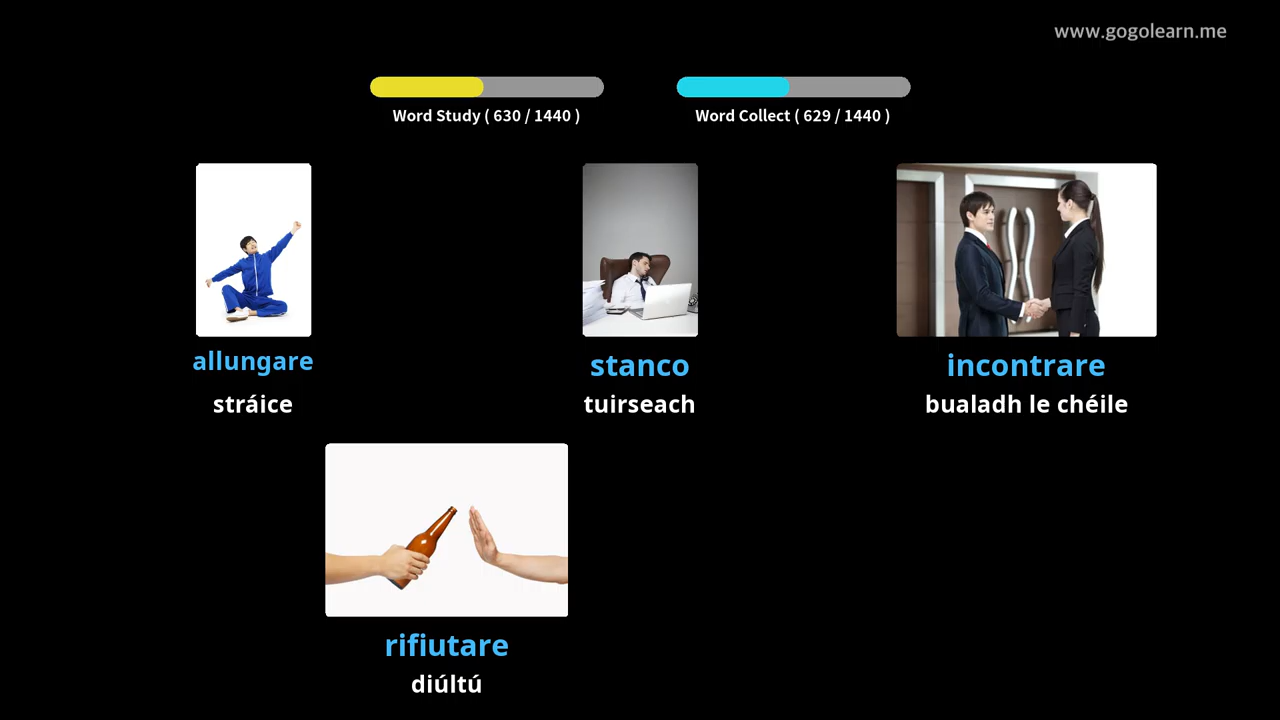 www.gogolearn.me
Word Study ( 630 / 1440 )
Word Collect ( 629 / 1440 )
allungare
stráice
stanco
tuirseach
incontrare
bualadh le chéile
rifiutare
diúltú